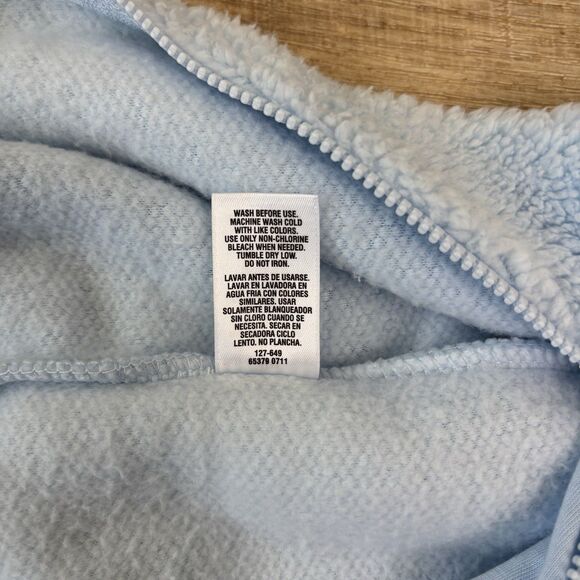 WASH BEFORE USE.
MACHINE WASH COLD
WITH LIKE COLORS.
USE ONLY NON-CHLORINE
BLEACH WHEN NEEDED.
TUMBLE DRY LOW.
DO NOT IRON.
LAVAR ANTES DE USARSE.
LAVAR EN LAVADORA EN
AGUA FRIA CON COLORES
SIMILARES. USAR
SOLAMENTE BLANQUEADOR
SIN CLORO CUANDO SE
NECESITA. SECAR EN
SECADORA CICLO
LENTO. NO PLANCHA.
127-649
65379 0711